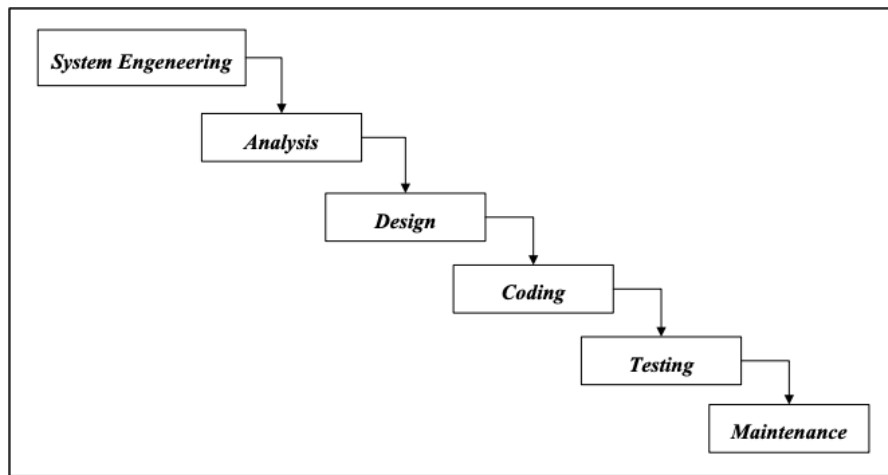 System Engeneering
Analysis
Design
Coding
Testing
Maintenance